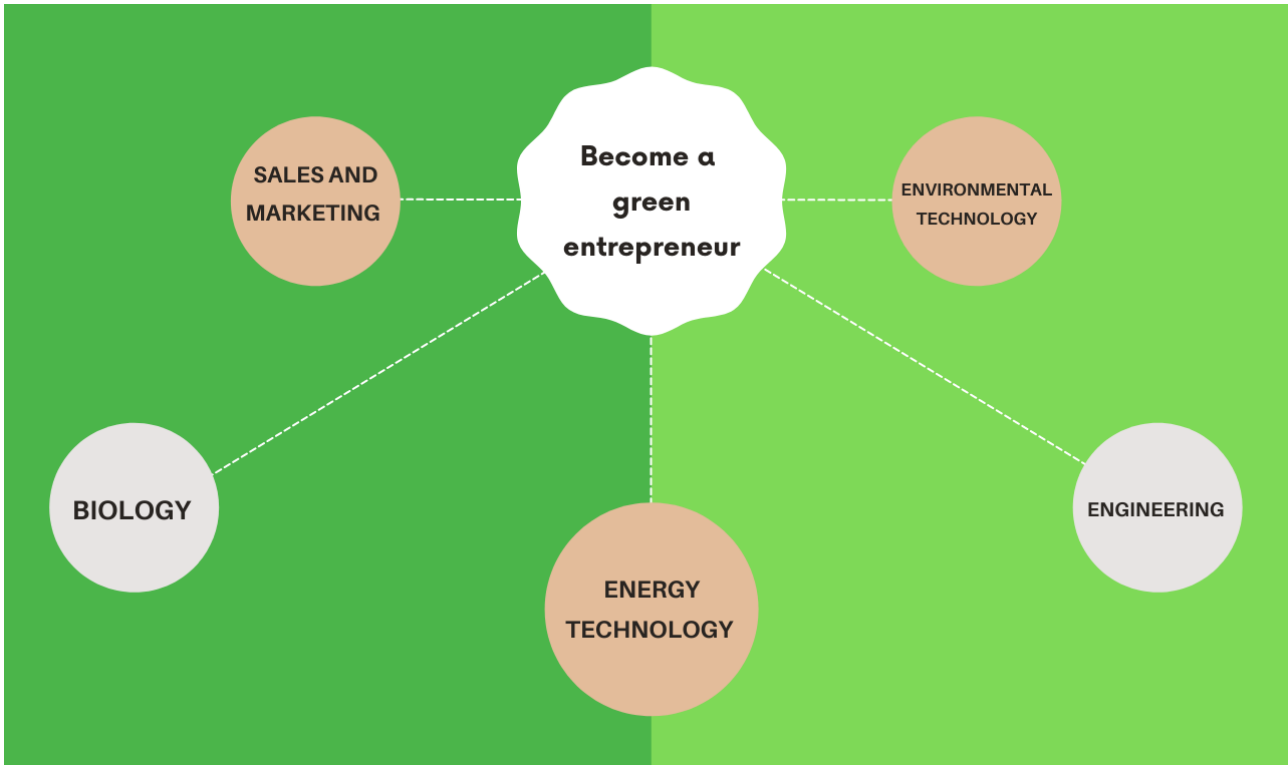 Become a
green
entrepreneur
SALES AND
MARKETING
ENVIRONMENTAL
TECHNOLOGY
BIOLOGY
ENGINEERING
ENERGY
TECHNOLOGY